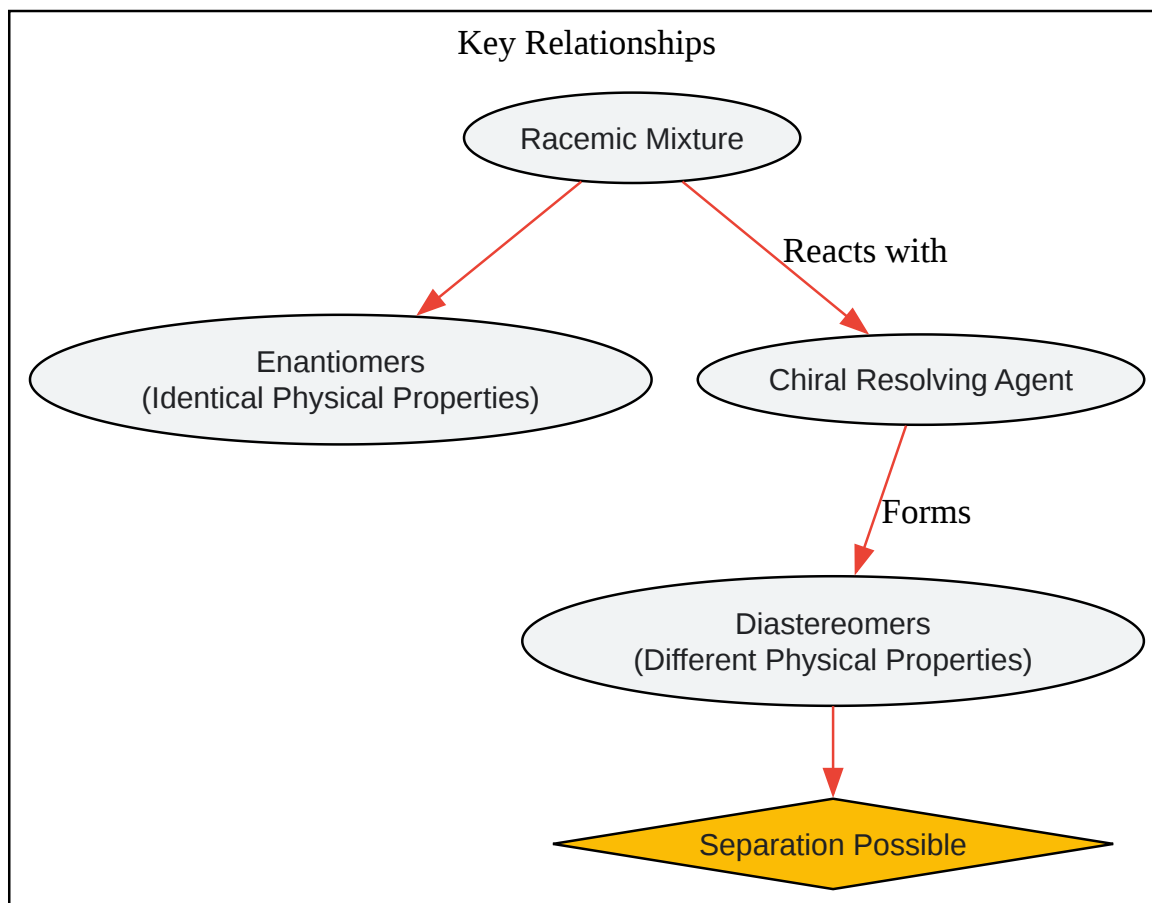 Key Relationships
Racemic Mixture
Reacts with
Enantiomers
(Identical Physical Properties)
Chiral Resolving Agent
Forms
Diastereomers
(Different Physical Properties)
Separation Possible